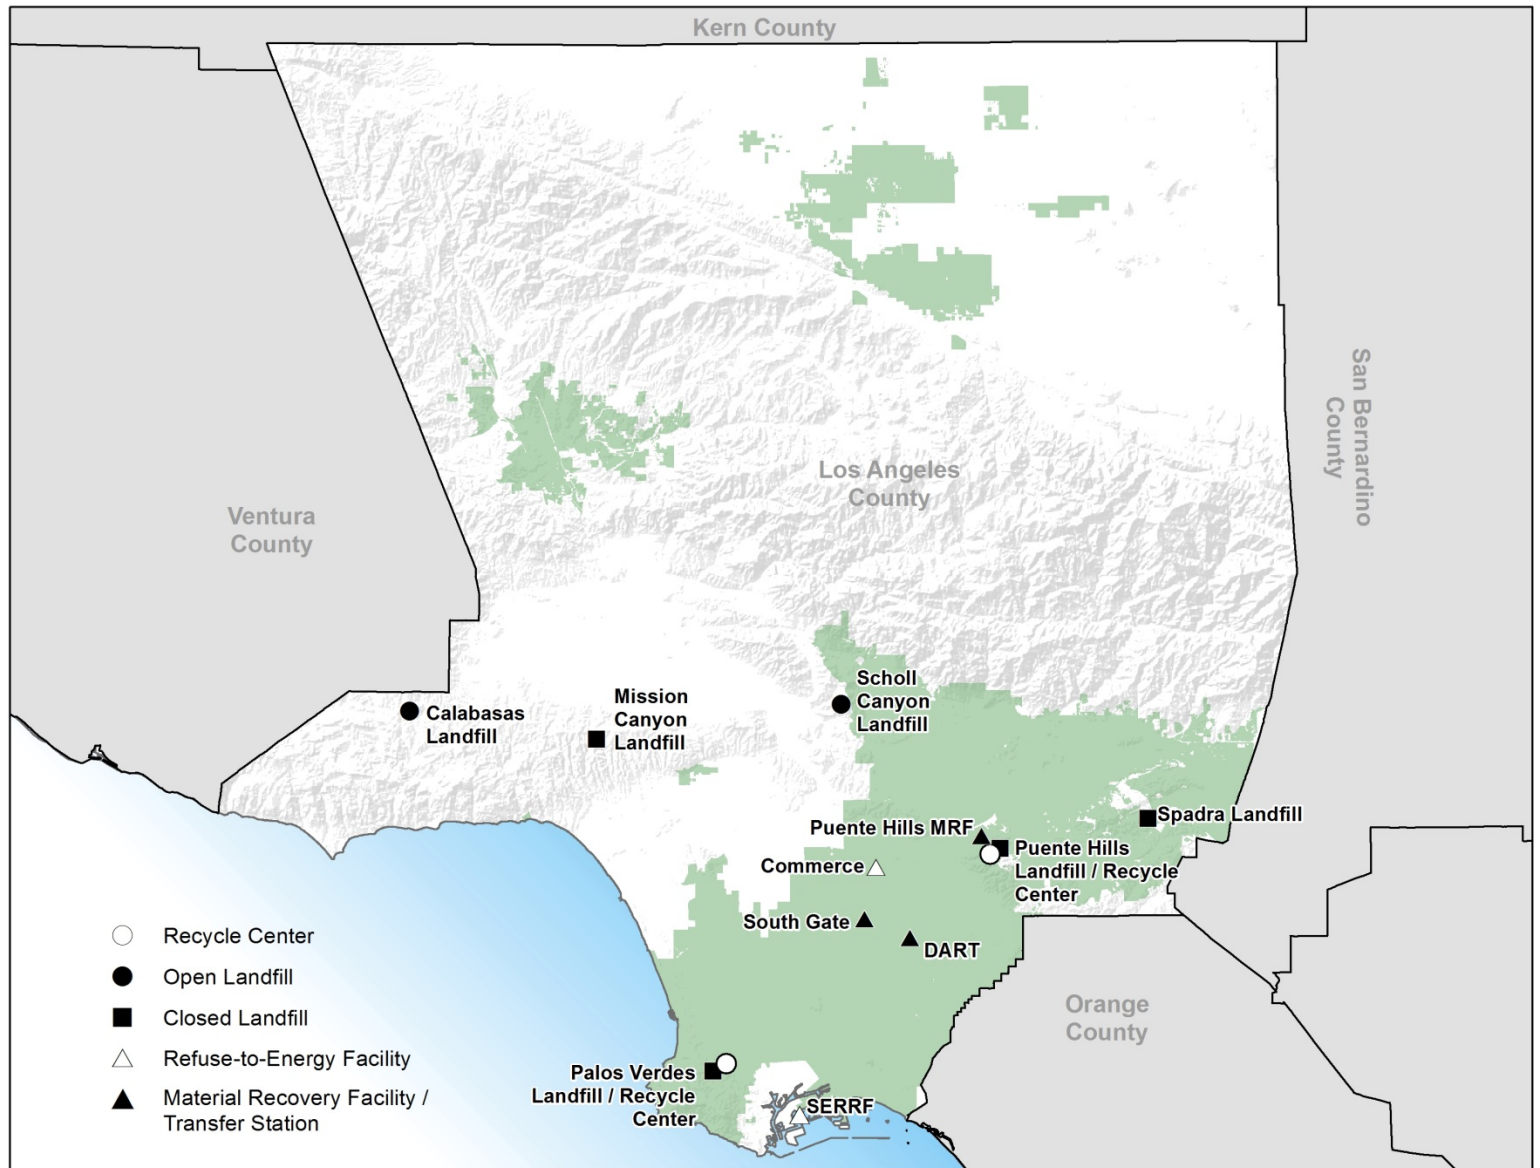 Kern County
San Bernardino
County
Los Angeles
County
Ventura
County
Scholl
Canyon
Landfill
Mission
Canyon
Landfill
Calabasas
Landfill
Spadra Landfill
Puente Hills MRF
Puente Hills
Landfill / Recycle
Center
Commerce
South Gate
DART
Orange
County
Palos Verdes
Landfill / Recycle
Center
SERRF
Recycle Center
Open Landfill
Closed Landfill
Refuse-to-Energy Facility
Material Recovery Facility /
Transfer Station